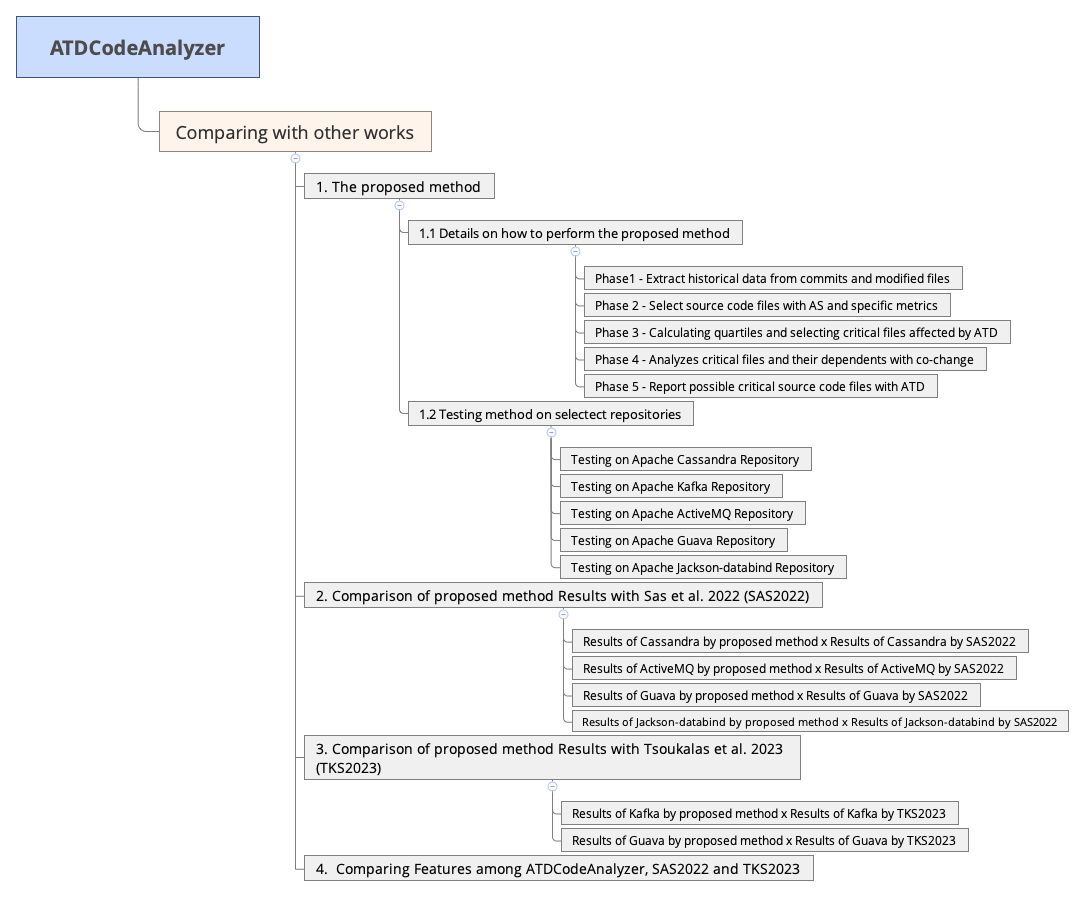 ATDCodeAnalyzer
Comparing with other works
1. The proposed method
1.1 Details on how to perform the proposed method
Phase1 - Extract historical data from commits and modified files
Phase 2 - Select source code files with AS and specific metrics
Phase 3 - Calculating quartiles and selecting critical files affected by ATD
Phase 4 - Analyzes critical files and their dependents with co-change
Phase 5 - Report possible critical source code files with ATD
1.2 Testing method on selectect repositories
Testing on Apache Cassandra Repository
Testing on Apache Kafka Repository
Testing on Apache ActiveMQ Repository
Testing on Apache Guava Repository
Testing on Apache Jackson-databind Repository
2. Comparison of proposed method Results with Sas et al. 2022 (SAS2022)
Results of Cassandra by proposed method x Results of Cassandra by SAS2022
Results of ActiveMQ by proposed method x Results of ActiveMQ by SAS2022
Results of Guava by proposed method x Results of Guava by SAS2022
Results of Jackson-databind by proposed method x Results of Jackson-databind by SAS2022
3. Comparison of proposed method Results with Tsoukalas et al. 2023
(TKS2023)
Results of Kafka by proposed method x Results of Kafka by TKS2023
Results of Guava by proposed method x Results of Guava by TKS2023
4.  Comparing Features among ATDCodeAnalyzer, SAS2022 and TKS2023